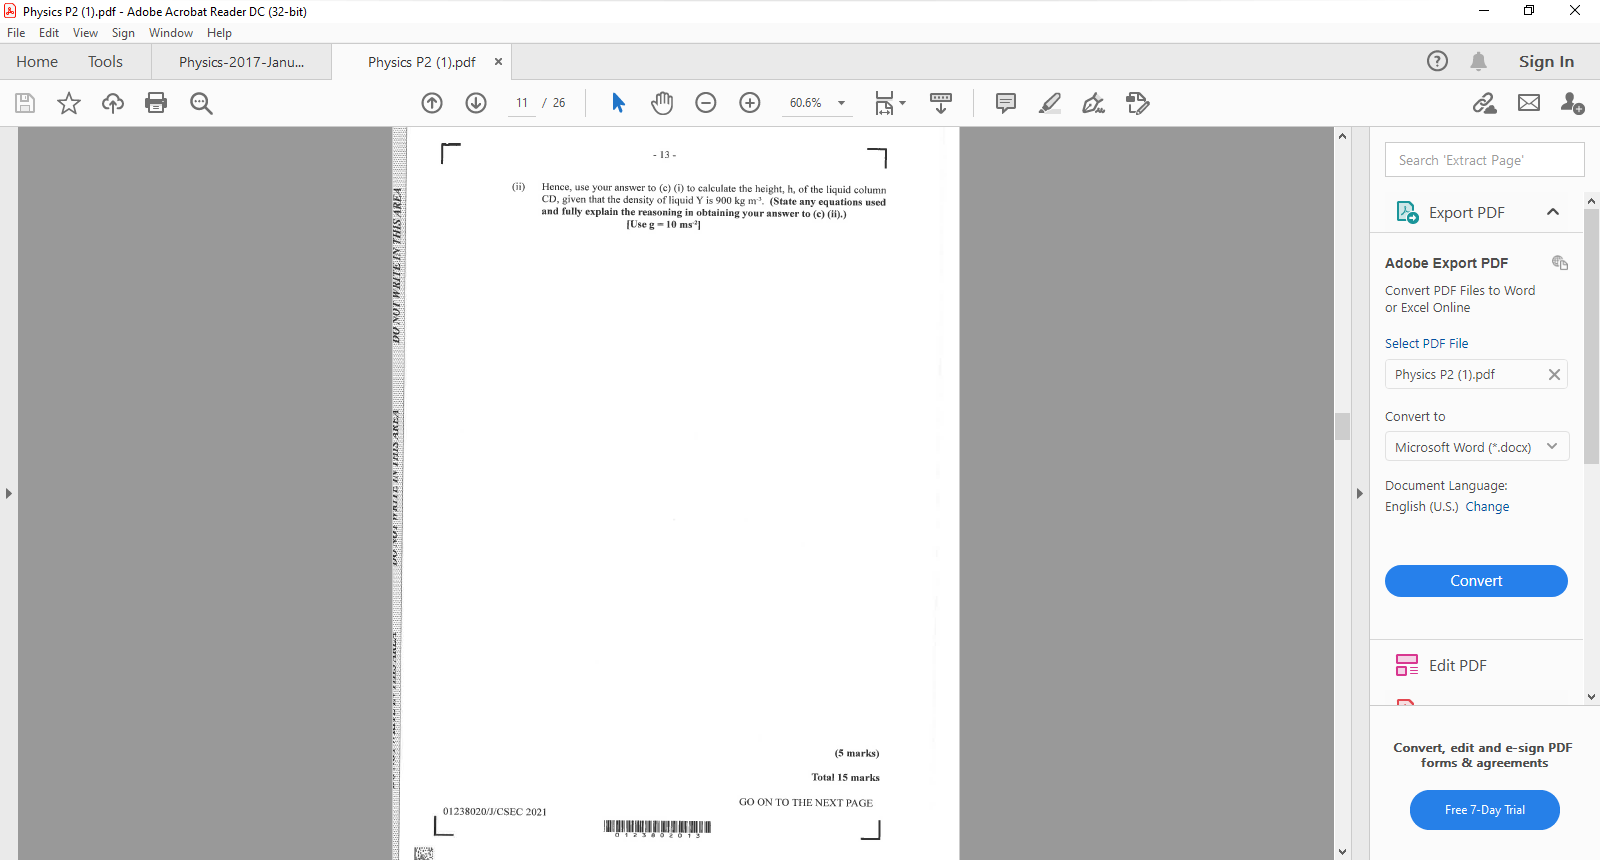 Physics P2 (1).pdf - Adobe Acrobat Reader DC (32-bit)
File Edit View Sign Window Help
Home Tools Physics-2017-Janu... Physics P2 (1).pdf Sign In
11 / 26 60.6%
- 13 -
(ii) Hence, use your answer to (c) (i) to calculate the height, h, of the liquid column
CD, given that the density of liquid Y is 900 kg m⁻³. (State any equations used
and fully explain the reasoning in obtaining your answer to (c) (ii).)
[Use g = 10 ms⁻²]
DO NOT WRITE IN THIS AREA
DO NOT WRITE IN THIS AREA
(5 marks)
Total 15 marks
GO ON TO THE NEXT PAGE
01238020/J/CSEC 2021
0123802013
Search 'Extract Page'
Export PDF
Adobe Export PDF
Convert PDF Files to Word
or Excel Online
Select PDF File
Physics P2 (1).pdf
Convert to
Microsoft Word (*.docx)
Document Language:
English (U.S.) Change
Convert
Edit PDF
Convert, edit and e-sign PDF
forms & agreements
Free 7-Day Trial